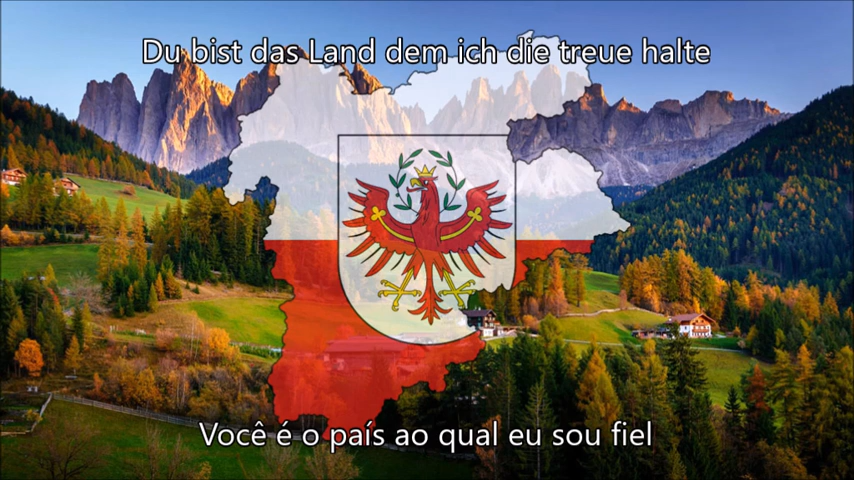 Du bist das Land dem ich die treue halte
Você é o país ao qual eu sou fiel